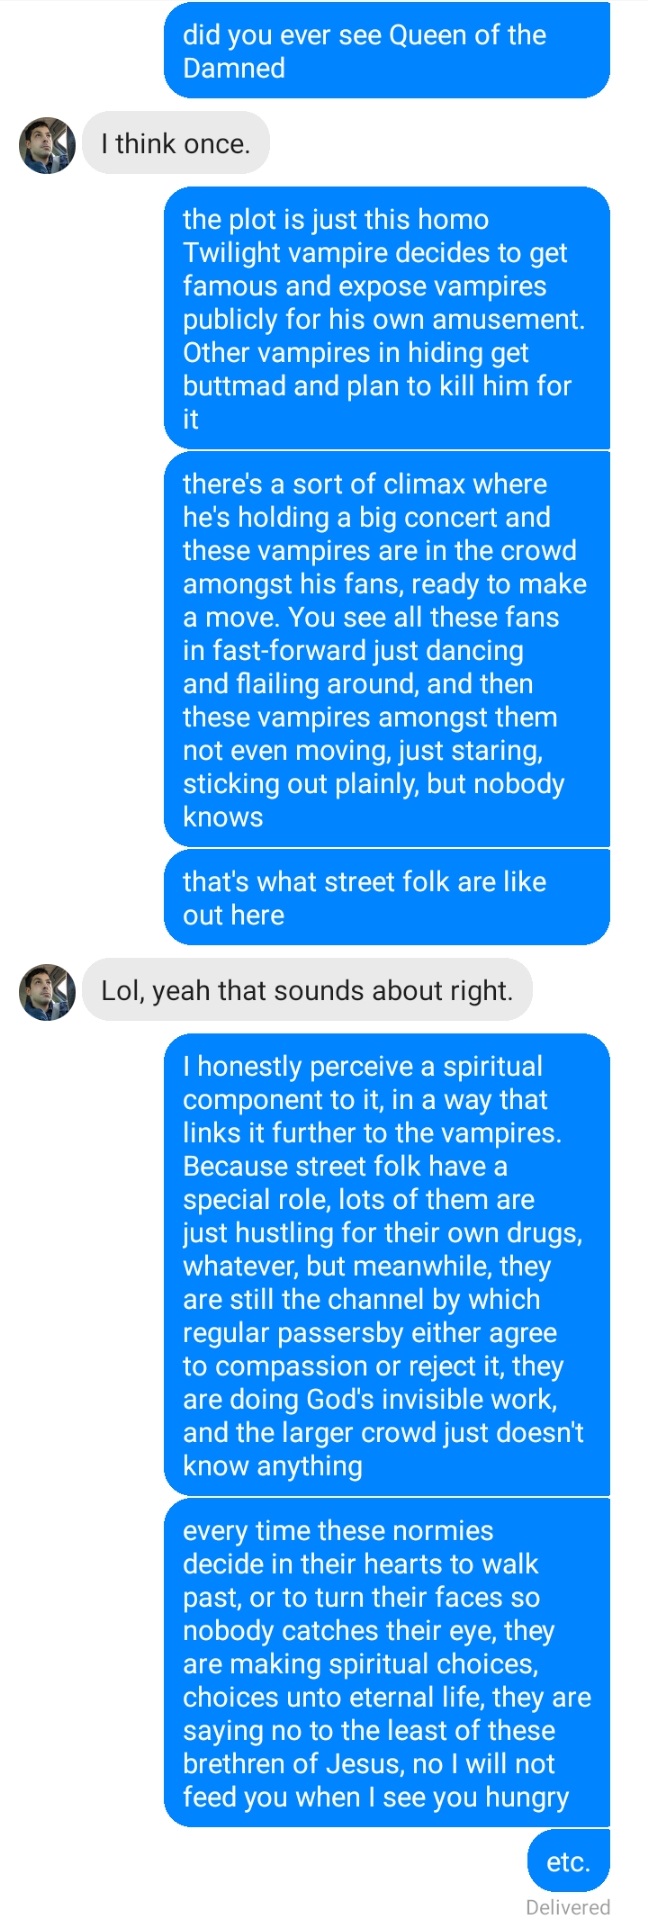 did you ever see Queen of the
Damned
I think once.
the plot is just this homo
Twilight vampire decides to get
famous and expose vampires
publicly for his own amusement.
Other vampires in hiding get
buttmad and plan to kill him for
it
there's a sort of climax where
he's holding a big concert and
these vampires are in the crowd
amongst his fans, ready to make
a move. You see all these fans
in fast-forward just dancing
and flailing around, and then
these vampires amongst them
not even moving, just staring,
sticking out plainly, but nobody
knows
that's what street folk are like
out here
Lol, yeah that sounds about right.
I honestly perceive a spiritual
component to it, in a way that
links it further to the vampires.
Because street folk have a
special role, lots of them are
just hustling for their own drugs,
whatever, but meanwhile, they
are still the channel by which
regular passersby either agree
to compassion or reject it, they
are doing God's invisible work,
and the larger crowd just doesn't
know anything
every time these normies
decide in their hearts to walk
past, or to turn their faces so
nobody catches their eye, they
are making spiritual choices,
choices unto eternal life, they are
saying no to the least of these
brethren of Jesus, no I will not
feed you when I see you hungry
etc.
Delivered